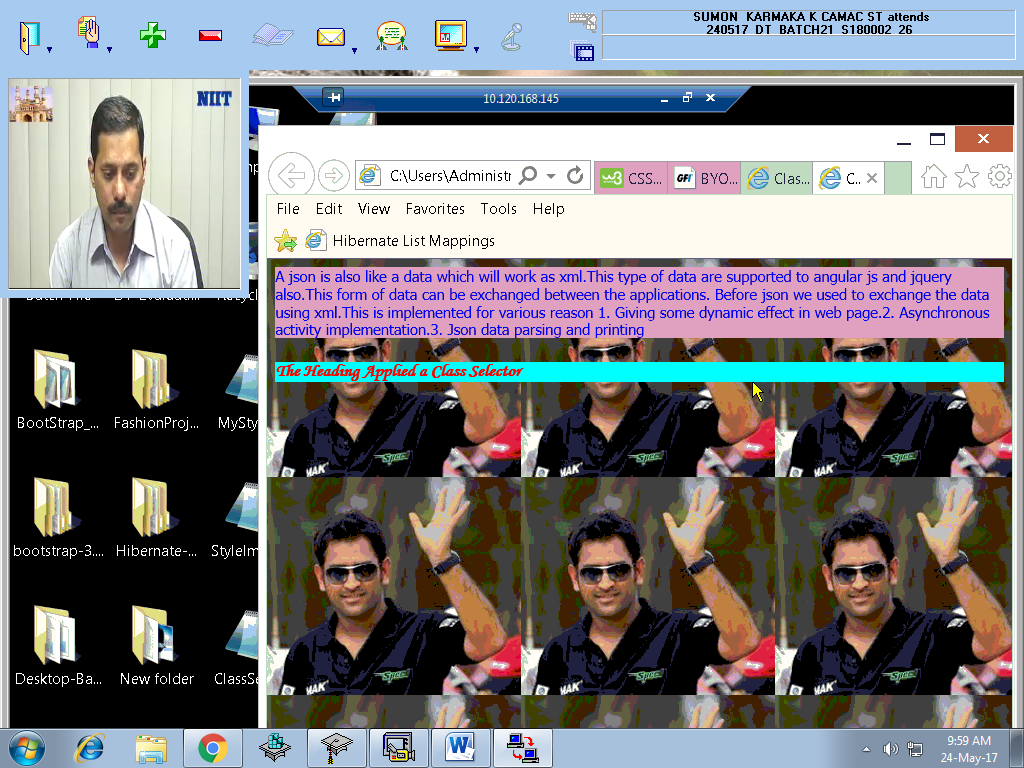 SUMON KARMAKA K CAMAC ST attends
240517 DT BATCH21 S180002 26
NIIT
10.120.168.145
C:\Users\Administr
CSS...
BYO...
Clas...
C...
File Edit View Favorites Tools Help
Hibernate List Mappings
A json is also like a data which will work as xml.This type of data are supported to angular js and jquery
also.This form of data can be exchanged between the applications. Before json we used to exchange the data
using xml.This is implemented for various reason 1. Giving some dynamic effect in web page.2. Asynchronous
activity implementation.3. Json data parsing and printing
The Heading Applied a Class Selector
BootStrap_... FashionProj... MySty
bootstrap-3.... Hibernate-... StyleIm
Desktop-Ba... New folder ClassSe
9:59 AM
24-May-17